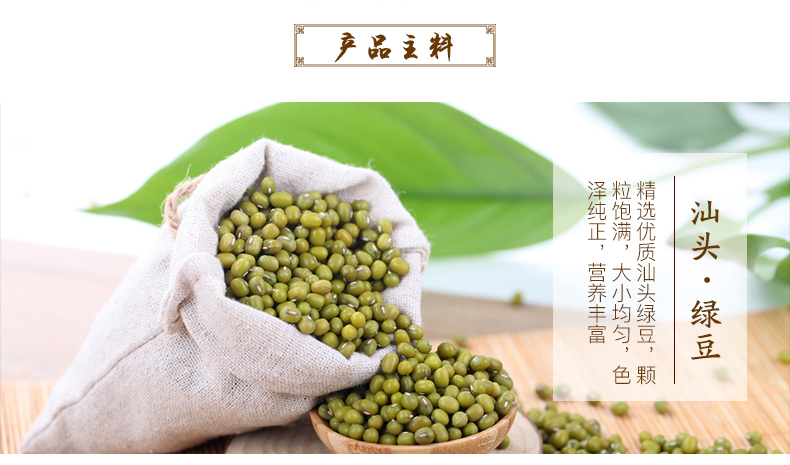 产品主料
汕头·绿豆
精选优质汕头绿豆，颗
粒饱满，大小均匀，色
泽纯正，营养丰富